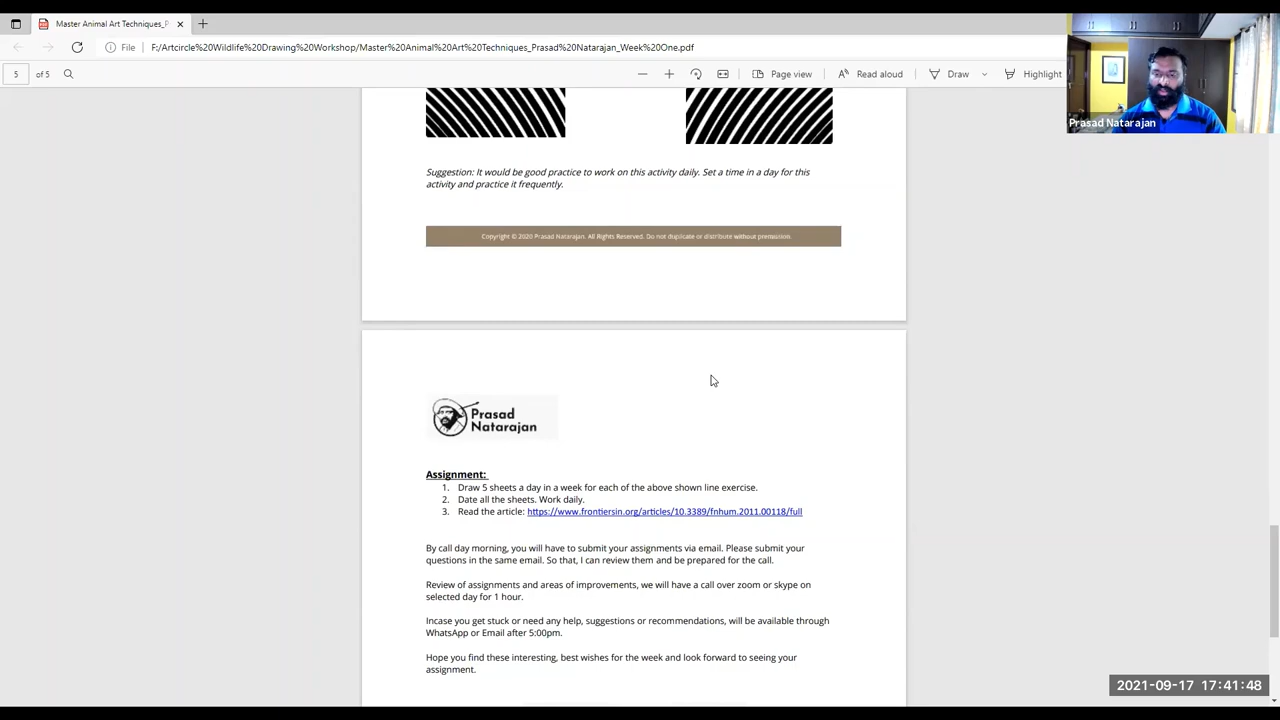 Master Animal Art Techniques_P
File
F:/Artcircle%20Wildlife%20Drawing%20Workshop/Master%20Animal%20Art%20Techniques_Prasad%20Natarajan_Week%20One.pdf
5 of 5
Page view
Read aloud
Draw
Highlight
Prasad Natarajan
Suggestion: It would be good practice to work on this activity daily. Set a time in a day for this
activity and practice it frequently.
Copyright © 2020 Prasad Natarajan. All Rights Reserved. Do not duplicate or distribute without premission.
Prasad
Natarajan
Assignment:
1. Draw 5 sheets a day in a week for each of the above shown line exercise.
2. Date all the sheets. Work daily.
3. Read the article: https://www.frontiersin.org/articles/10.3389/fnhum.2011.00118/full
By call day morning, you will have to submit your assignments via email. Please submit your
questions in the same email. So that, I can review them and be prepared for the call.
Review of assignments and areas of improvements, we will have a call over zoom or skype on
selected day for 1 hour.
Incase you get stuck or need any help, suggestions or recommendations, will be available through
WhatsApp or Email after 5:00pm.
Hope you find these interesting, best wishes for the week and look forward to seeing your
assignment.
2021-09-17 17:41:48